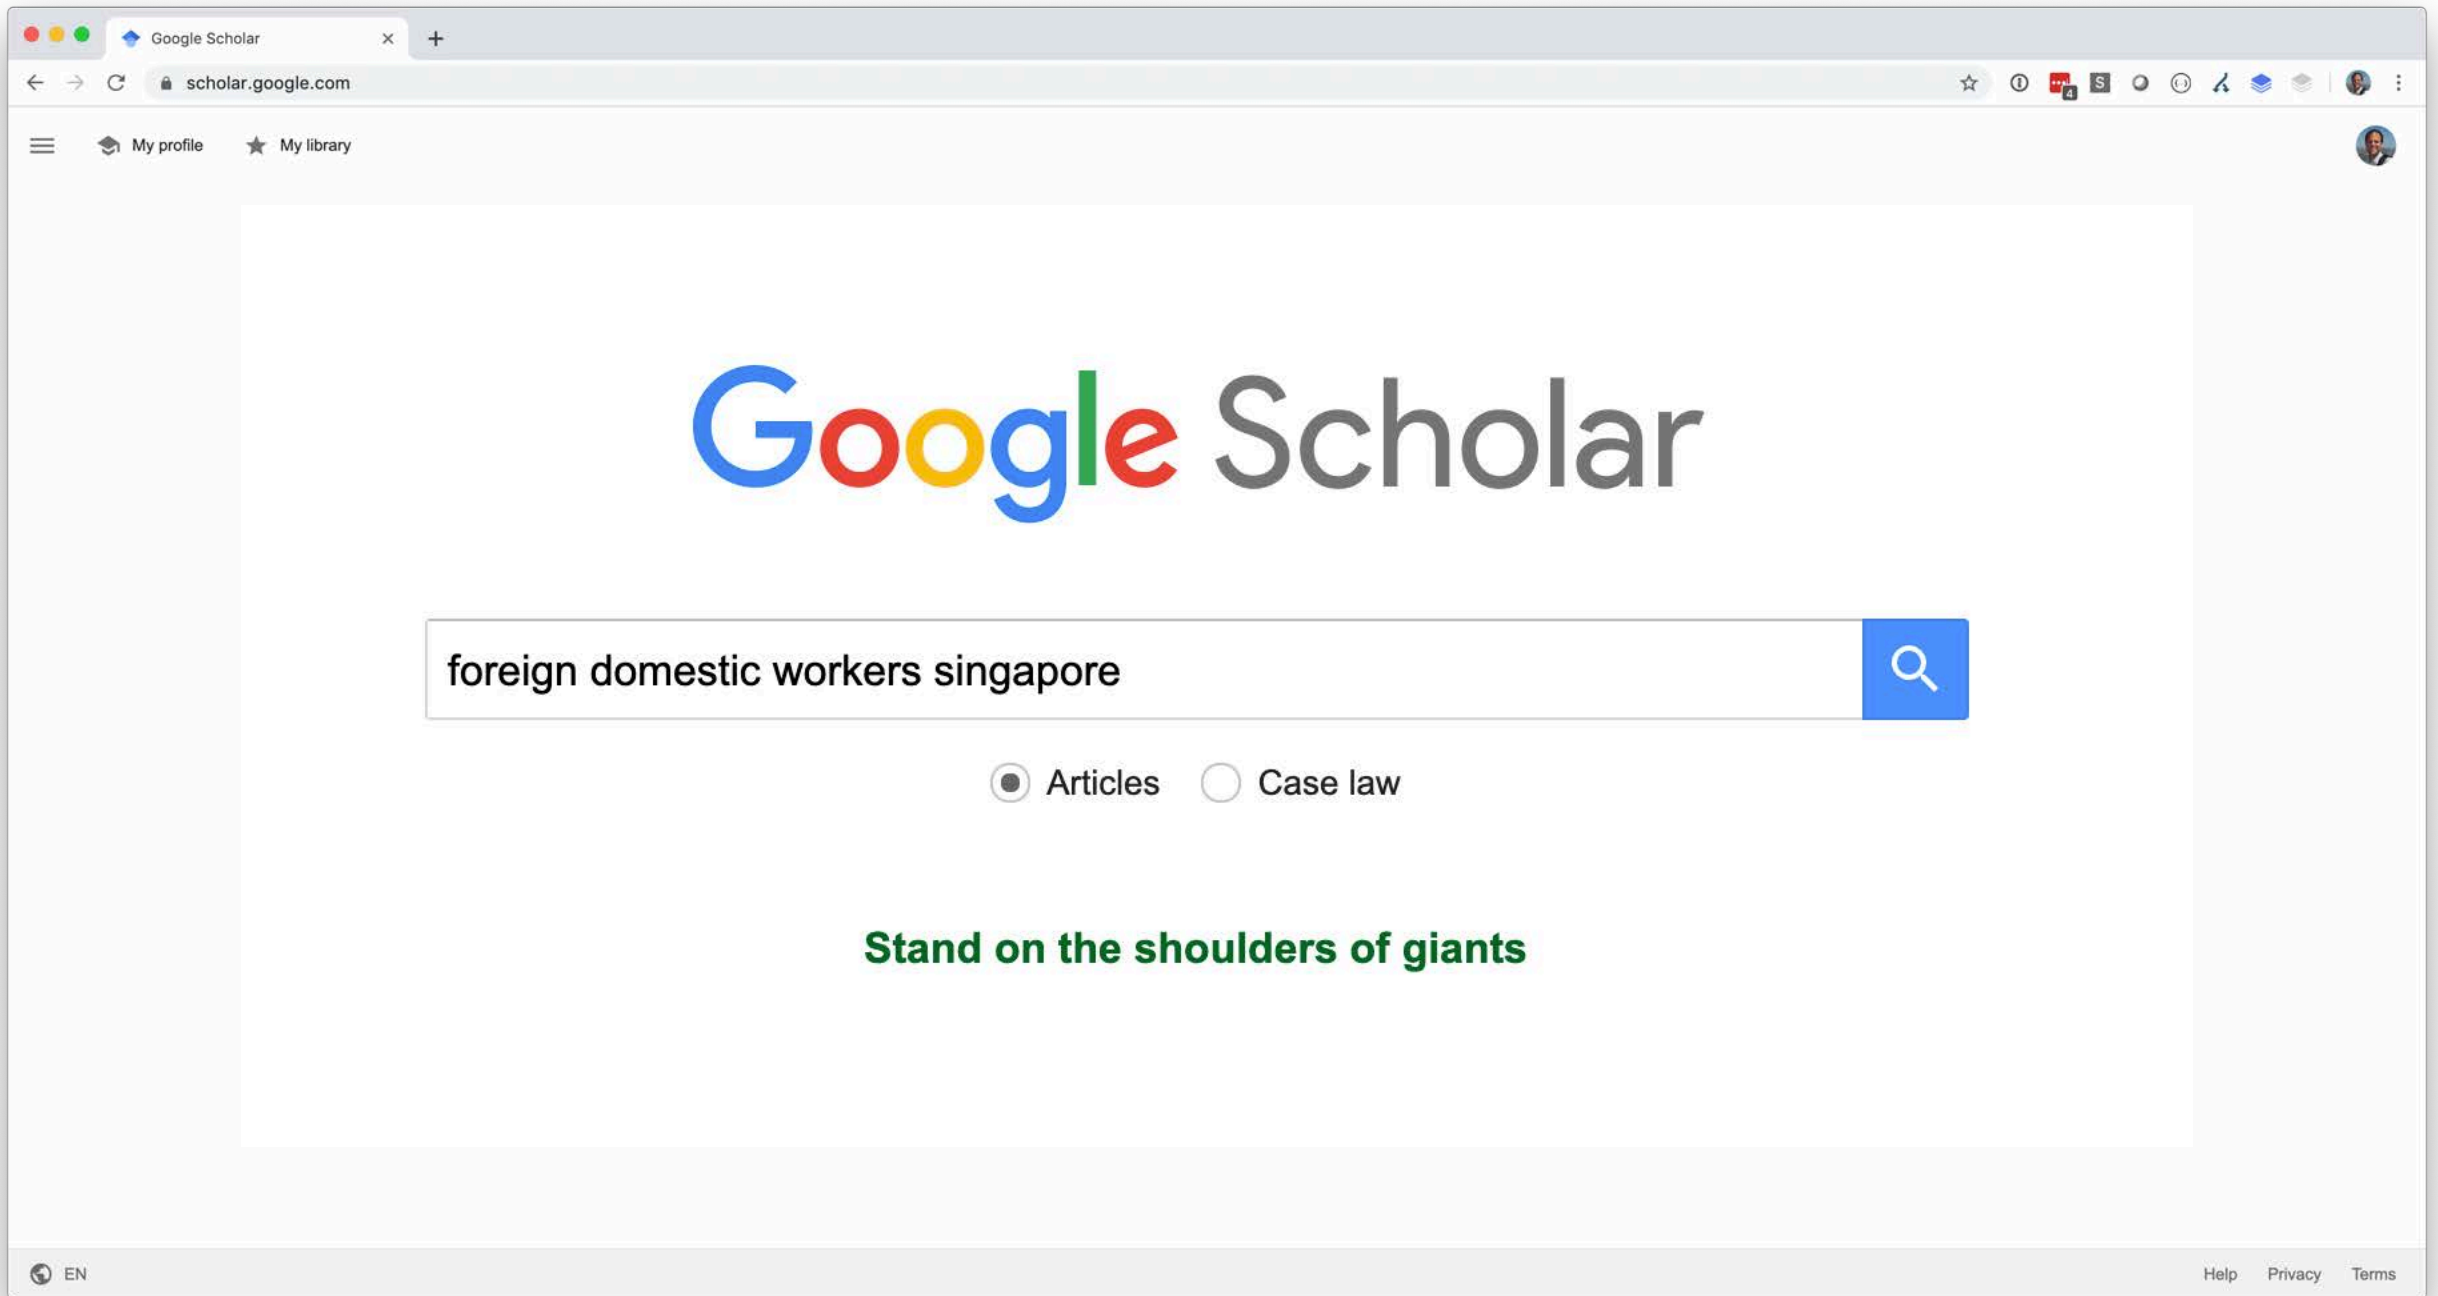 Google Scholar
scholar.google.com
S
4
My profile
My library
Google Scholar
foreign domestic workers singapore
Articles
Case law
Stand on the shoulders of giants
EN
Help
Privacy
Terms